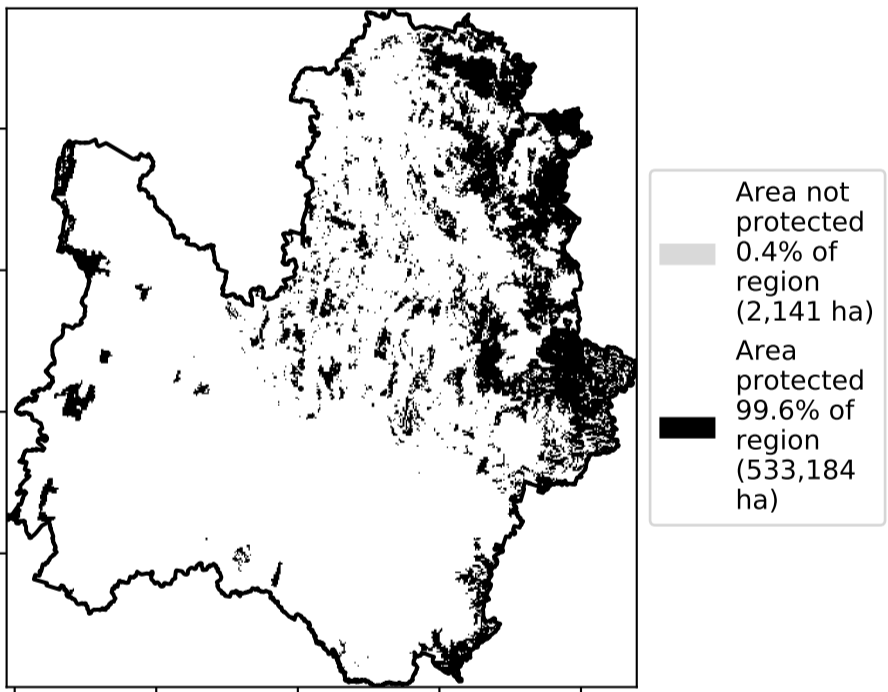 Area not
protected
0.4% of
region
(2,141 ha)
Area
protected
99.6% of
region
(533,184
ha)